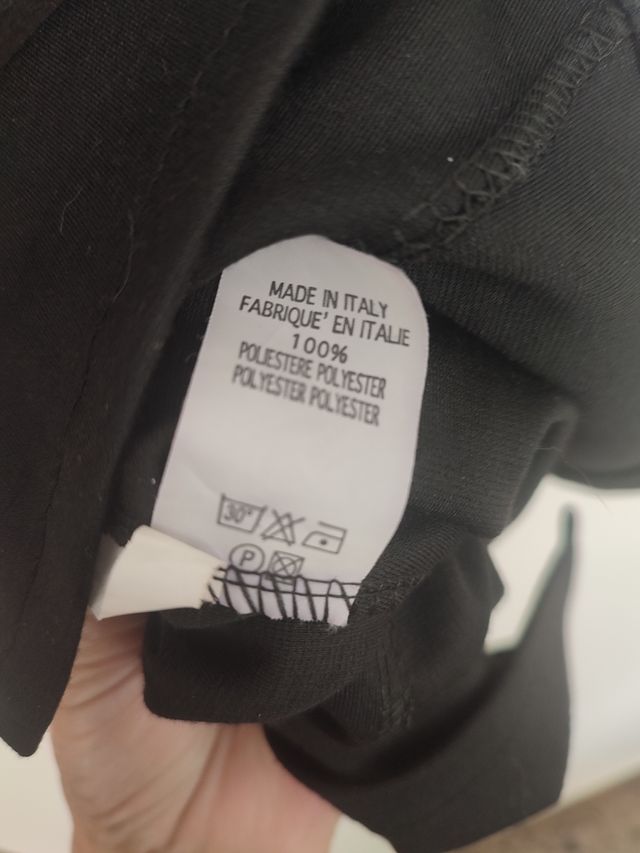 MADE IN ITALY
FABRIQUE' EN ITALIE
100%
POLIESTERE POLYESTER
POLYESTER POLYESTER
30°
P